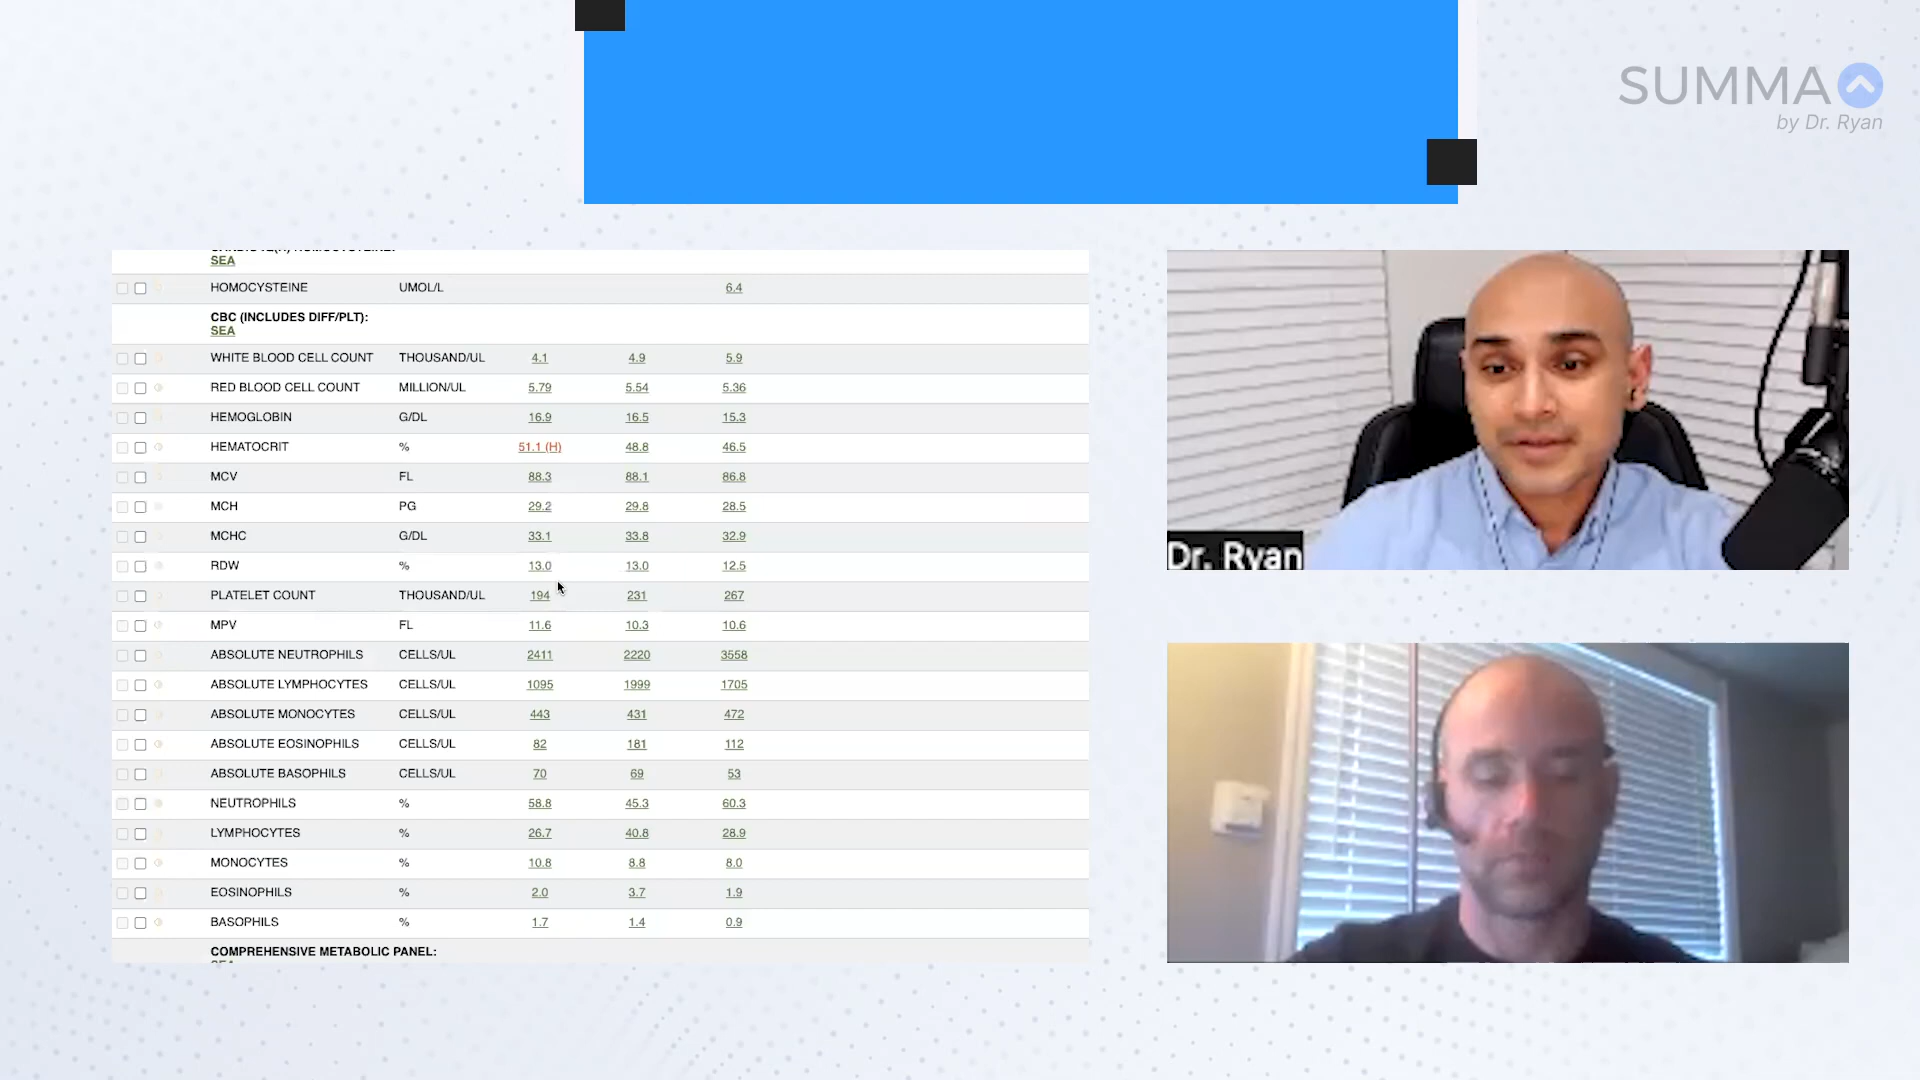 SUMMA
by Dr. Ryan
SEA
HOMOCYSTEINE UMOL/L 6.4
CBC (INCLUDES DIFF/PLT):
SEA
WHITE BLOOD CELL COUNT THOUSAND/UL 4.1 4.9 5.9
RED BLOOD CELL COUNT MILLION/UL 5.79 5.54 5.36
HEMOGLOBIN G/DL 16.9 16.5 15.3
HEMATOCRIT % 51.1 (H) 48.8 46.5
MCV FL 88.3 88.1 86.8
MCH PG 29.2 29.8 28.5
MCHC G/DL 33.1 33.8 32.9
RDW % 13.0 13.0 12.5
PLATELET COUNT THOUSAND/UL 194 231 267
MPV FL 11.6 10.3 10.6
ABSOLUTE NEUTROPHILS CELLS/UL 2411 2220 3558
ABSOLUTE LYMPHOCYTES CELLS/UL 1095 1999 1705
ABSOLUTE MONOCYTES CELLS/UL 443 431 472
ABSOLUTE EOSINOPHILS CELLS/UL 82 181 112
ABSOLUTE BASOPHILS CELLS/UL 70 69 53
NEUTROPHILS % 58.8 45.3 60.3
LYMPHOCYTES % 26.7 40.8 28.9
MONOCYTES % 10.8 8.8 8.0
EOSINOPHILS % 2.0 3.7 1.9
BASOPHILS % 1.7 1.4 0.9
COMPREHENSIVE METABOLIC PANEL:
Dr. Ryan